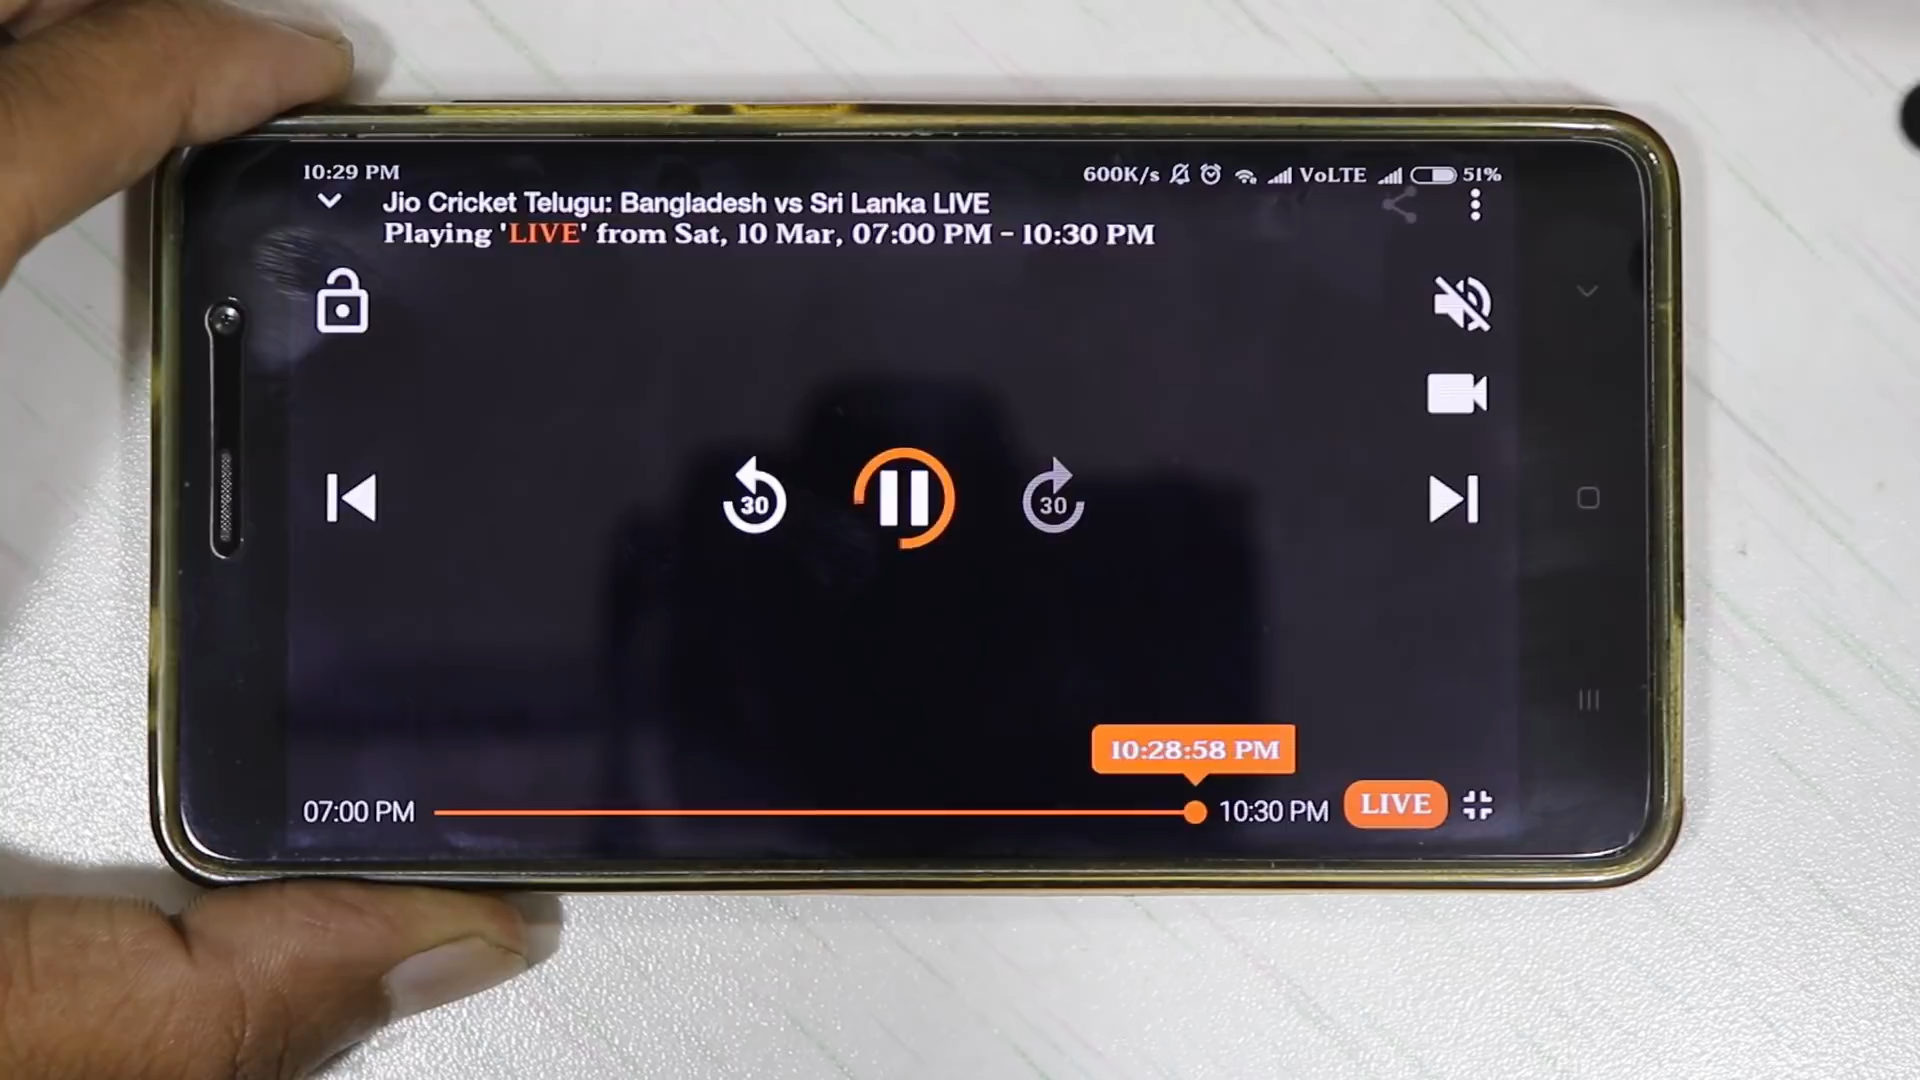 10:29 PM
600K/s VoLTE 51%
Jio Cricket Telugu: Bangladesh vs Sri Lanka LIVE
Playing 'LIVE' from Sat, 10 Mar, 07:00 PM - 10:30 PM
30
30
10:28:58 PM
07:00 PM
10:30 PM
LIVE